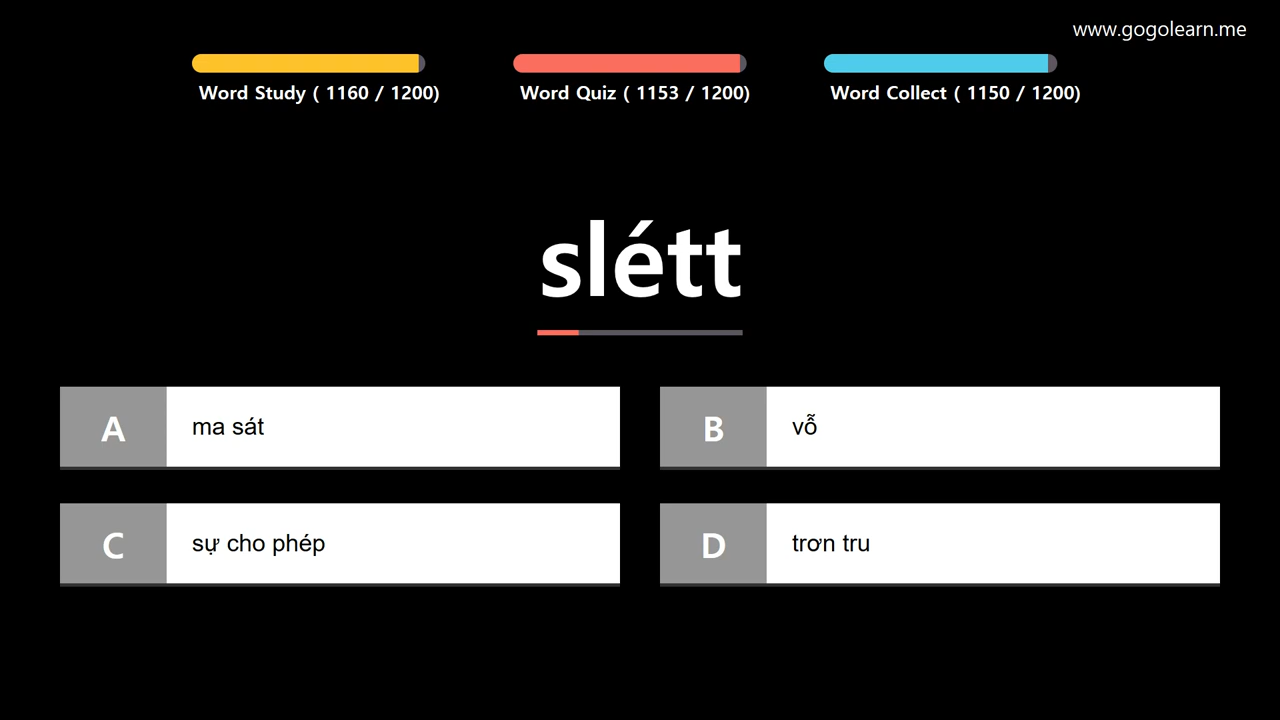 www.gogolearn.me
Word Study ( 1160 / 1200)
Word Quiz ( 1153 / 1200)
Word Collect ( 1150 / 1200)
slétt
A
ma sát
B
vỗ
C
sự cho phép
D
trơn tru